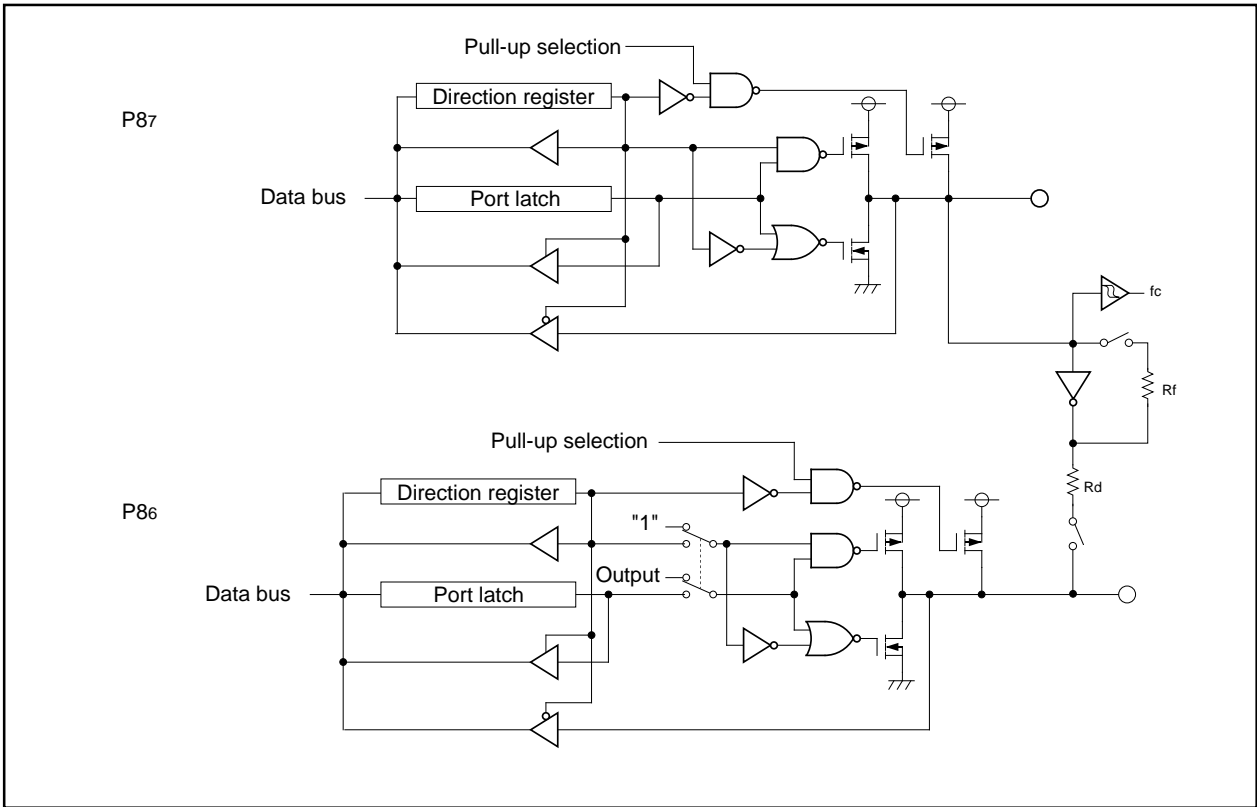 Pull-up selection
Direction register
P87
Data bus
Port latch
fc
Rf
Pull-up selection
Direction register
Rd
P86
"1"
Output
Data bus
Port latch